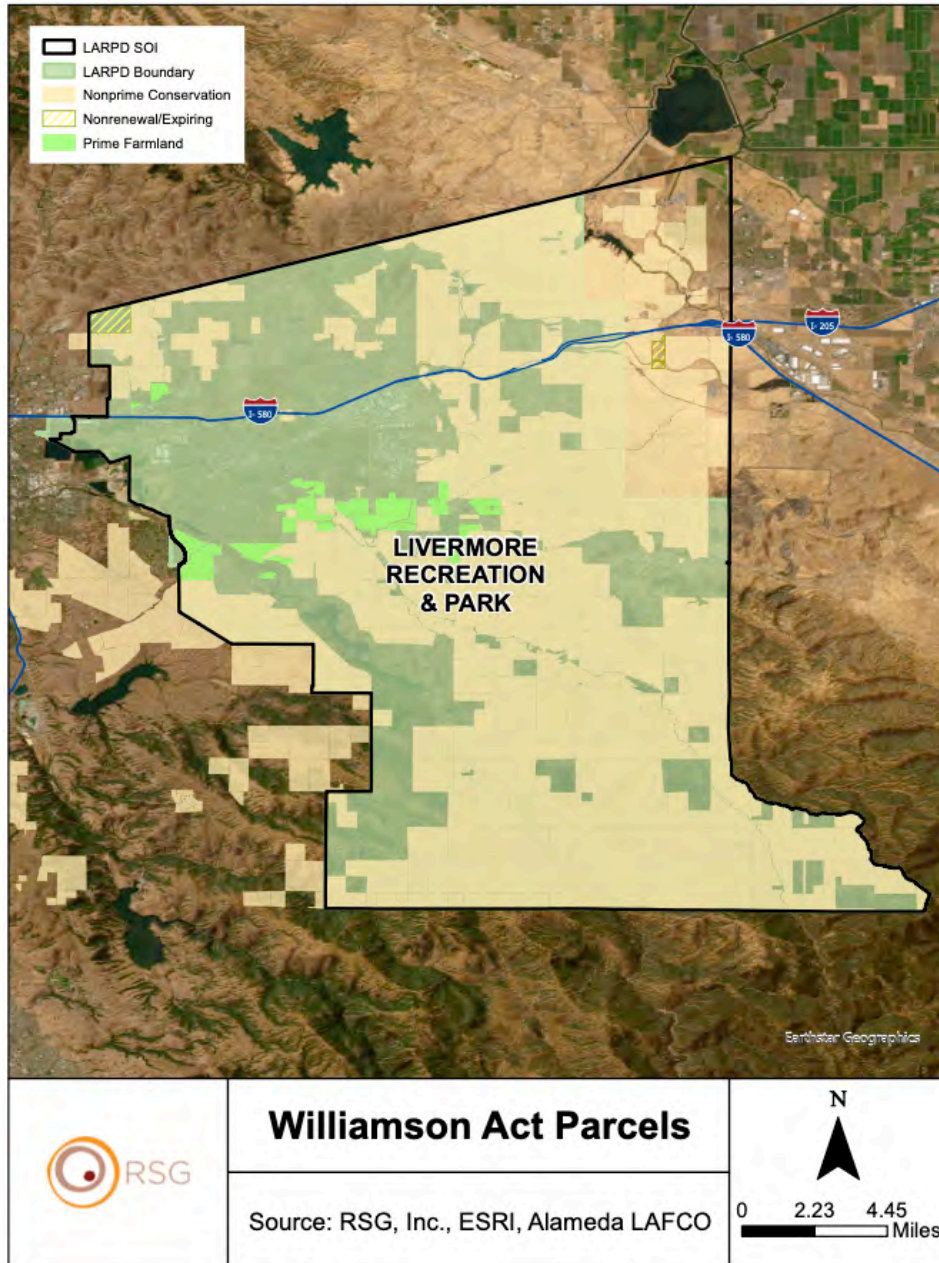 LARPD SOI
LARPD Boundary
Nonprime Conservation
Nonrenewal/Expiring
Prime Farmland
I- 205
I- 580
I- 580
LIVERMORE
RECREATION
& PARK
Earthstar Geographics
RSG
Williamson Act Parcels
Source: RSG, Inc., ESRI, Alameda LAFCO
N
0 2.23 4.45
Miles